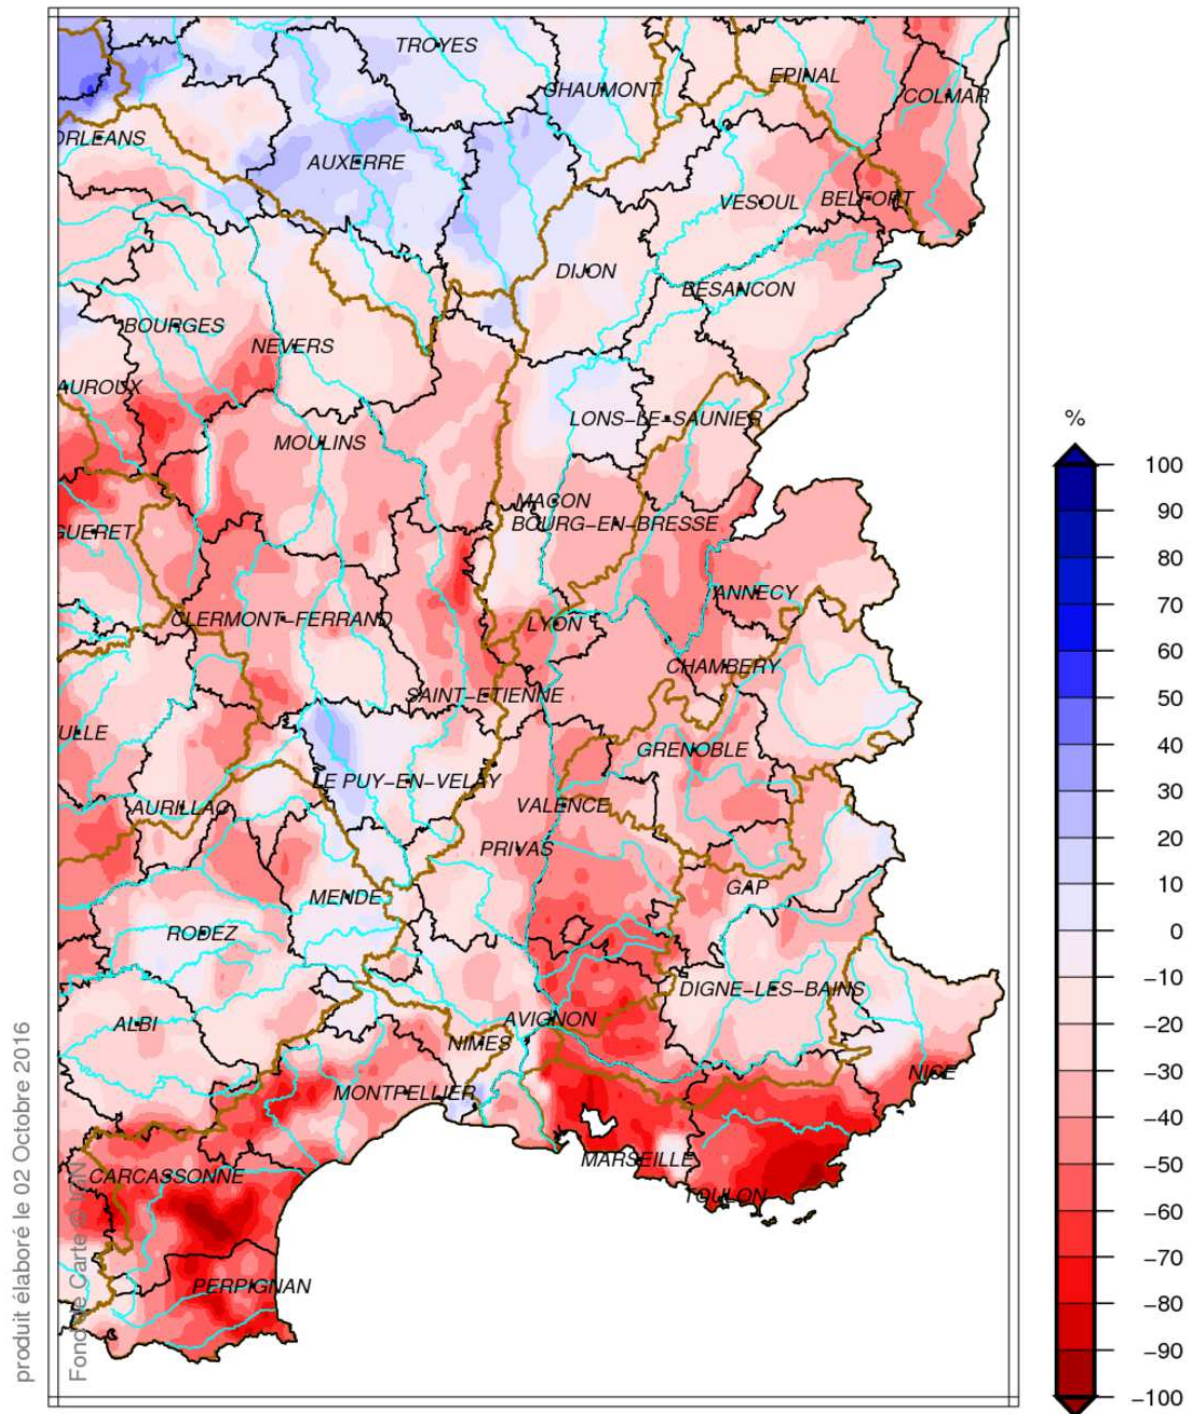 TROYES
CHAUMONT
EPINAL
COLMAR
ORLEANS
AUXERRE
VESOUL
BELFORT
DIJON
BESANCON
BOURGES
NEVERS
AUROUX
LONS-LE-SAUNIER
MOULINS
MACON
BOURG-EN-BRESSE
GUERET
ANNECY
CLERMONT-FERRAND
LYON
CHAMBERY
SAINT-ETIENNE
ULLE
GRENOBLE
LE PUY-EN-VELAY
AURILLAC
VALENCE
PRIVAS
GAP
MENDE
RODEZ
DIGNE-LES-BAINS
AVIGNON
ALBI
NIMES
NICE
MONTPELLIER
MARSEILLE
CARCASSONNE
TOULON
PERPIGNAN
%
100
90
80
70
60
50
40
30
20
10
0
-10
-20
-30
-40
-50
-60
-70
-80
-90
-100
produit élaboré le 02 Octobre 2016
Fond de Carte © IGN